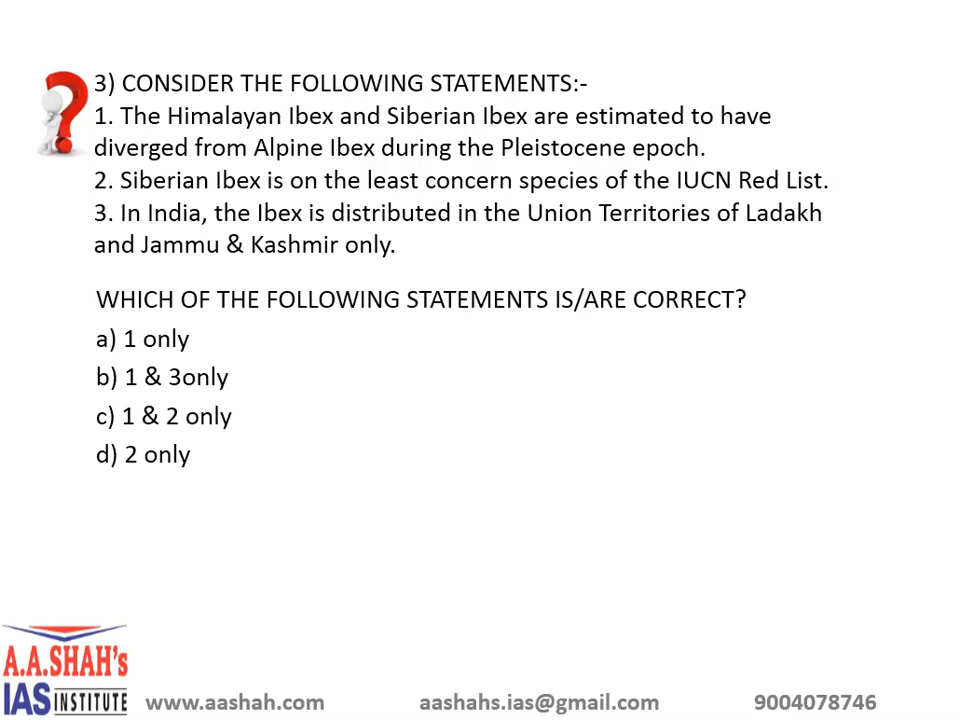 3) CONSIDER THE FOLLOWING STATEMENTS:-
1. The Himalayan Ibex and Siberian Ibex are estimated to have
diverged from Alpine Ibex during the Pleistocene epoch.
2. Siberian Ibex is on the least concern species of the IUCN Red List.
3. In India, the Ibex is distributed in the Union Territories of Ladakh
and Jammu & Kashmir only.
WHICH OF THE FOLLOWING STATEMENTS IS/ARE CORRECT?
a) 1 only
b) 1 & 3only
c) 1 & 2 only
d) 2 only
A.A.SHAH's
IAS INSTITUTE
www.aashah.com aashahs.ias@gmail.com 9004078746